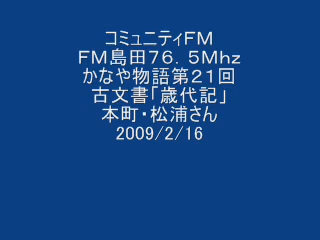 コミュニティFM
ＦＭ島田７６．５Ｍｈｚ
かなや物語第２１回
古文書「歳代記」
本町・松浦さん
2009/2/16